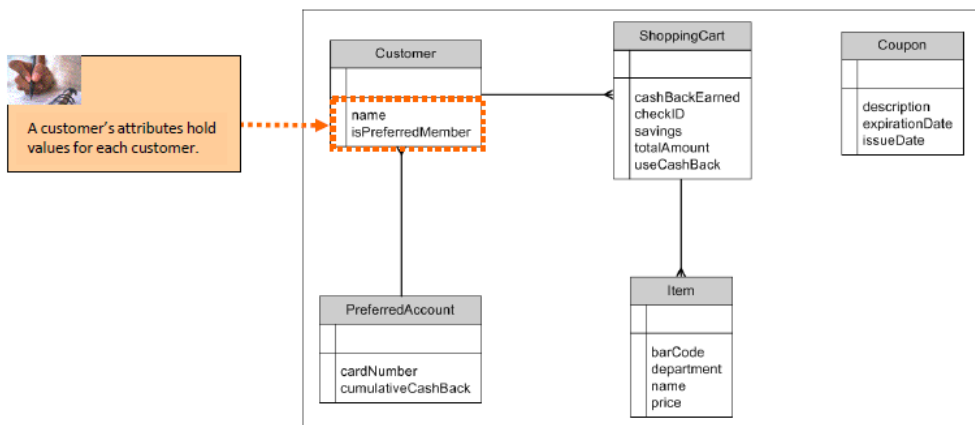 A customer's attributes hold
values for each customer.
Customer
name
isPreferredMember
ShoppingCart
cashBackEarned
checkID
savings
totalAmount
useCashBack
Coupon
description
expirationDate
issueDate
PreferredAccount
cardNumber
cumulativeCashBack
Item
barCode
department
name
price